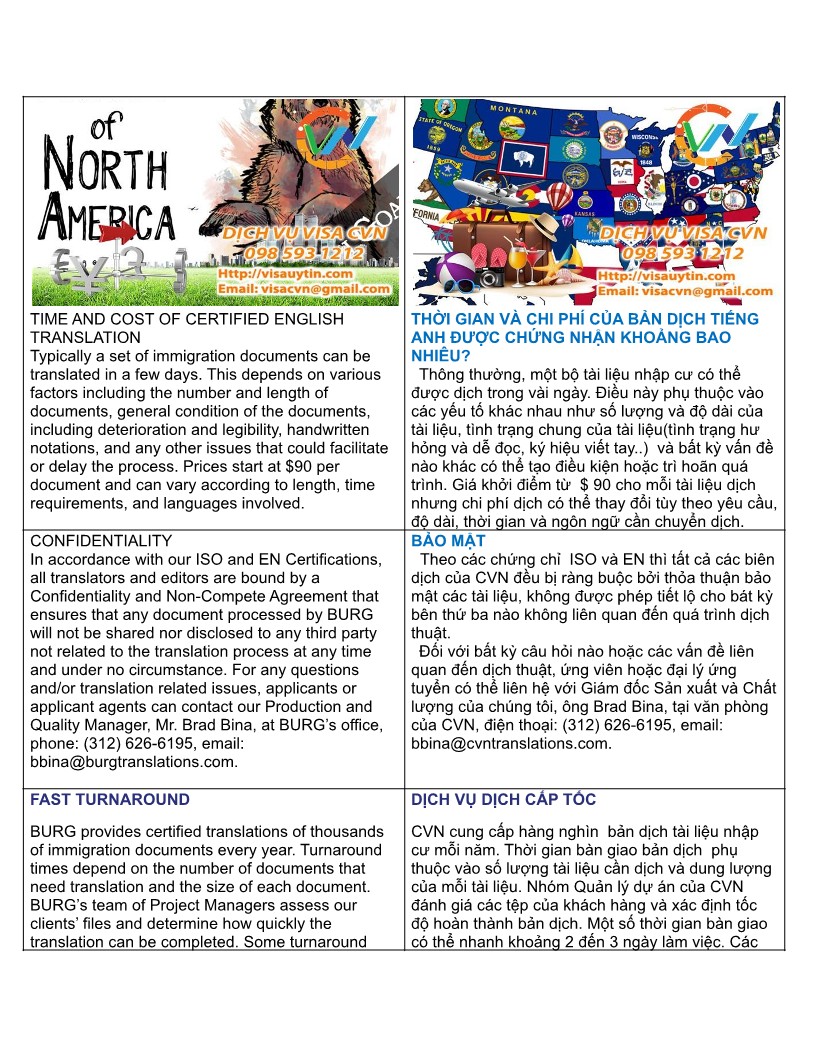 of
NORTH
AMERICA
DỊCH VỤ VISA CVN
098 593 1212
Http://visauytin.com
Email: visacvn@gmail.com
MONTANA
STATE OF OREGON
1859
WISCONSIN
1848
KANSAS
DỊCH VỤ VISA CVN
098 593 1212
Http://visauytin.com
Email: visacvn@gmail.com
TIME AND COST OF CERTIFIED ENGLISH
TRANSLATION
Typically a set of immigration documents can be
translated in a few days. This depends on various
factors including the number and length of
documents, general condition of the documents,
including deterioration and legibility, handwritten
notations, and any other issues that could facilitate
or delay the process. Prices start at $90 per
document and can vary according to length, time
requirements, and languages involved.
THỜI GIAN VÀ CHI PHÍ CỦA BẢN DỊCH TIẾNG
ANH ĐƯỢC CHỨNG NHẬN KHOẢNG BAO
NHIÊU?
Thông thường, một bộ tài liệu nhập cư có thể
được dịch trong vài ngày. Điều này phụ thuộc vào
các yếu tố khác nhau như số lượng và độ dài của
tài liệu, tình trạng chung của tài liệu(tình trạng hư
hỏng và dễ đọc, ký hiệu viết tay..)  và bất kỳ vấn đề
nào khác có thể tạo điều kiện hoặc trì hoãn quá
trình. Giá khởi điểm từ  $ 90 cho mỗi tài liệu dịch
nhưng chi phí dịch có thể thay đổi tùy theo yêu cầu,
độ dài, thời gian và ngôn ngữ cần chuyển dịch.
CONFIDENTIALITY
In accordance with our ISO and EN Certifications,
all translators and editors are bound by a
Confidentiality and Non-Compete Agreement that
ensures that any document processed by BURG
will not be shared nor disclosed to any third party
not related to the translation process at any time
and under no circumstance. For any questions
and/or translation related issues, applicants or
applicant agents can contact our Production and
Quality Manager, Mr. Brad Bina, at BURG's office,
phone: (312) 626-6195, email:
bbina@burgtranslations.com.
BẢO MẬT
Theo các chứng chỉ  ISO và EN thì tất cả các biên
dịch của CVN đều bị ràng buộc bởi thỏa thuận bảo
mật các tài liệu, không được phép tiết lộ cho bát kỳ
bên thứ ba nào không liên quan đến quá trình dịch
thuật.
Đối với bất kỳ câu hỏi nào hoặc các vấn đề liên
quan đến dịch thuật, ứng viên hoặc đại lý ứng
tuyển có thể liên hệ với Giám đốc Sản xuất và Chất
lượng của chúng tôi, ông Brad Bina, tại văn phòng
của CVN, điện thoại: (312) 626-6195, email:
bbina@cvntranslations.com.
FAST TURNAROUND
BURG provides certified translations of thousands
of immigration documents every year. Turnaround
times depend on the number of documents that
need translation and the size of each document.
BURG's team of Project Managers assess our
clients' files and determine how quickly the
translation can be completed. Some turnaround
DỊCH VỤ DỊCH CẤP TỐC
CVN cung cấp hàng nghìn  bản dịch tài liệu nhập
cư mỗi năm. Thời gian bàn giao bản dịch  phụ
thuộc vào số lượng tài liệu cần dịch và dung lượng
của mỗi tài liệu. Nhóm Quản lý dự án của CVN
đánh giá các tệp của khách hàng và xác định tốc
độ hoàn thành bản dịch. Một số thời gian bàn giao
có thể nhanh khoảng 2 đến 3 ngày làm việc. Các